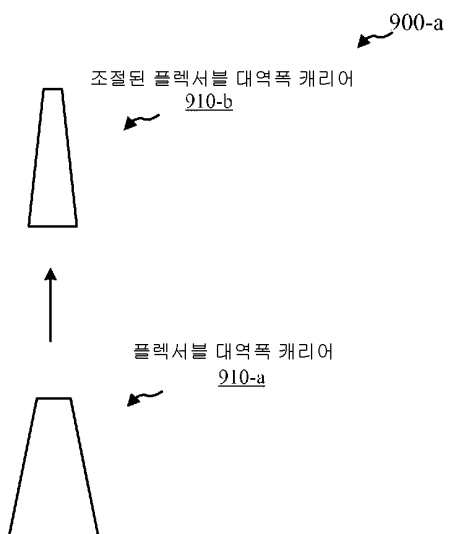 900-a
조절된 플렉서블 대역폭 캐리어
910-b
플렉서블 대역폭 캐리어
910-a